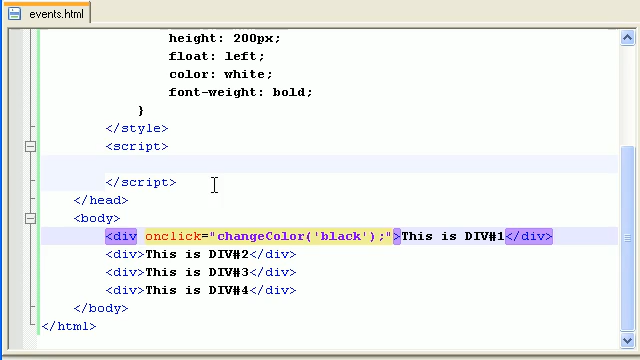 events.html
height: 200px;
float: left;
color: white;
font-weight: bold;
}
</style>
<script>
</script>
</head>
<body>
<div onclick="changeColor('black');">This is DIV#1</div>
<div>This is DIV#2</div>
<div>This is DIV#3</div>
<div>This is DIV#4</div>
</body>
</html>